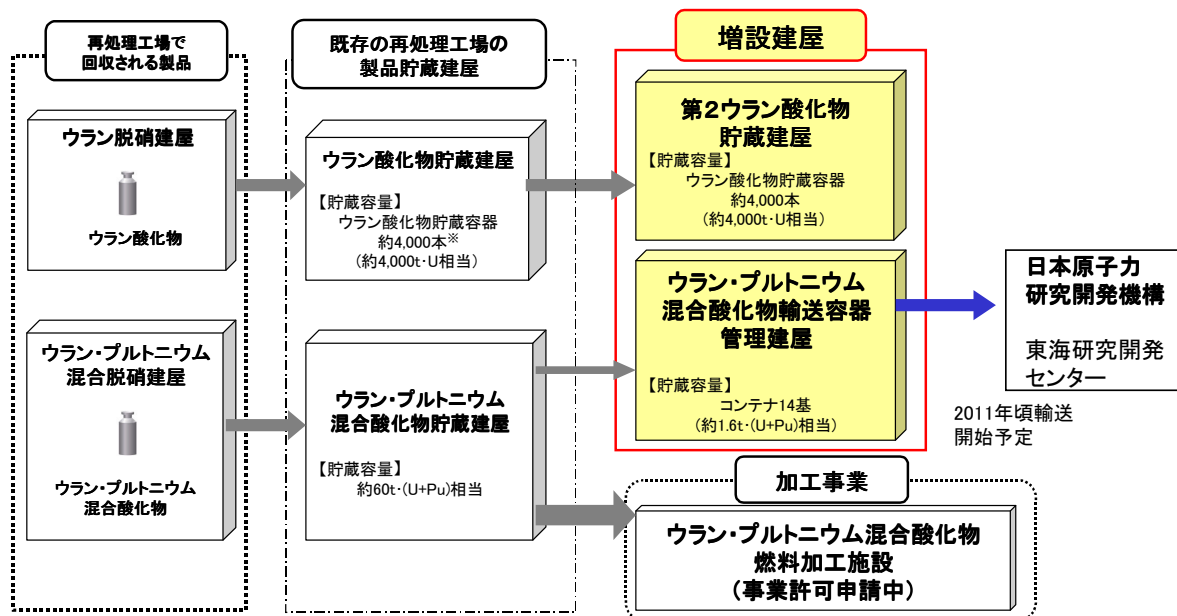 再処理工場で
回収される製品
ウラン脱硝建屋
ウラン酸化物
ウラン・プルトニウム
混合脱硝建屋
ウラン・プルトニウム
混合酸化物
既存の再処理工場の
製品貯蔵建屋
ウラン酸化物貯蔵建屋
【貯蔵容量】
ウラン酸化物貯蔵容器
約4,000本※
(約4,000t・U相当)
ウラン・プルトニウム
混合酸化物貯蔵建屋
【貯蔵容量】
約60t・(U+Pu)相当
増設建屋
第2ウラン酸化物
貯蔵建屋
【貯蔵容量】
ウラン酸化物貯蔵容器
約4,000本
(約4,000t・U相当)
ウラン・プルトニウム
混合酸化物輸送容器
管理建屋
【貯蔵容量】
コンテナ14基
(約1.6t・(U+Pu)相当)
日本原子力
研究開発機構
東海研究開発
センター
2011年頃輸送
開始予定
加工事業
ウラン・プルトニウム混合酸化物
燃料加工施設
(事業許可申請中)